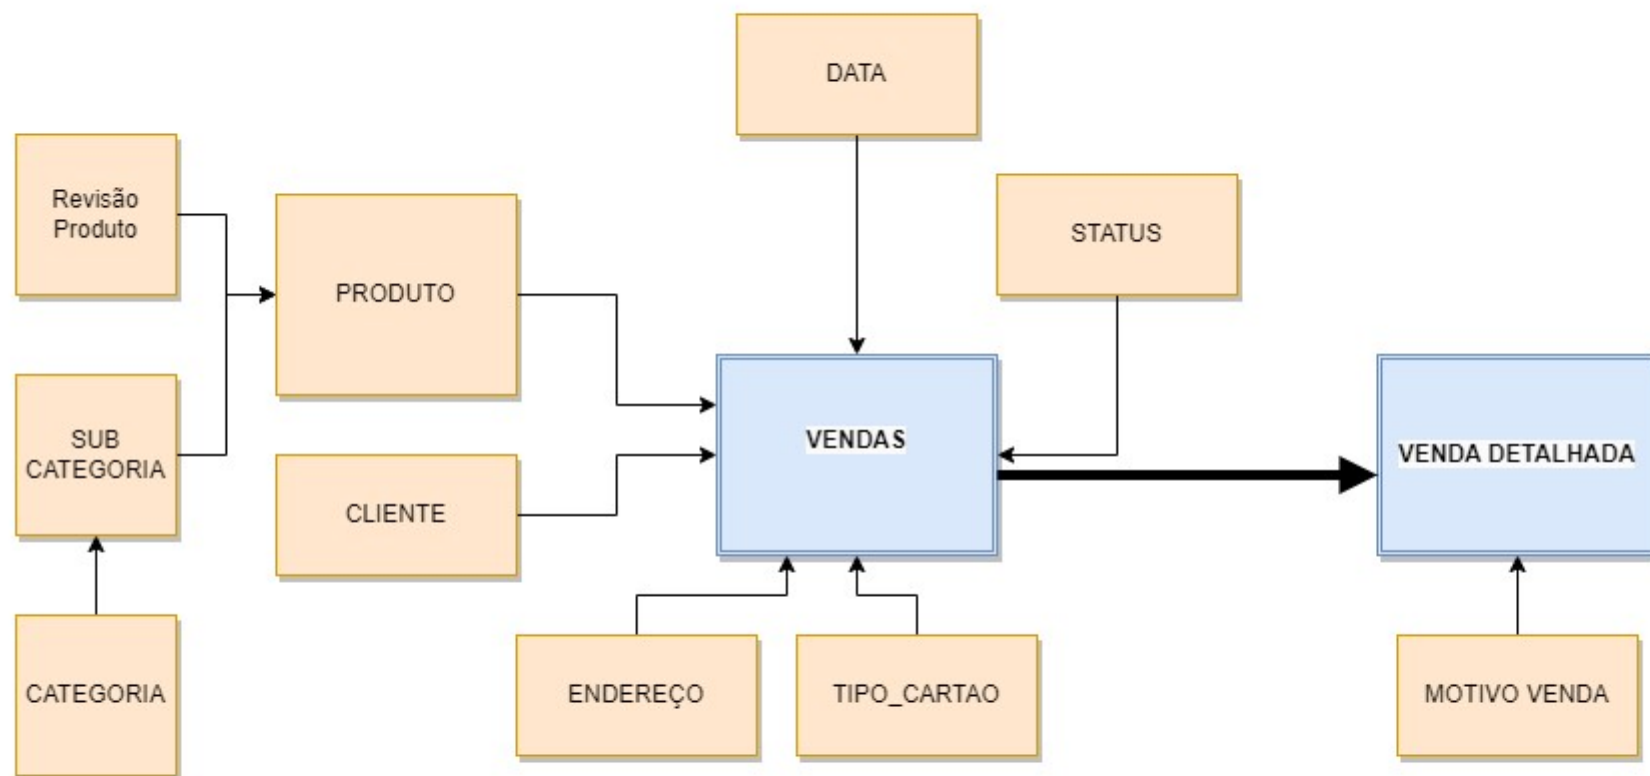 DATA
Revisão
Produto
STATUS
PRODUTO
SUB
CATEGORIA
CLIENTE
VENDAS
VENDA DETALHADA
CATEGORIA
ENDEREÇO
TIPO_CARTAO
MOTIVO VENDA